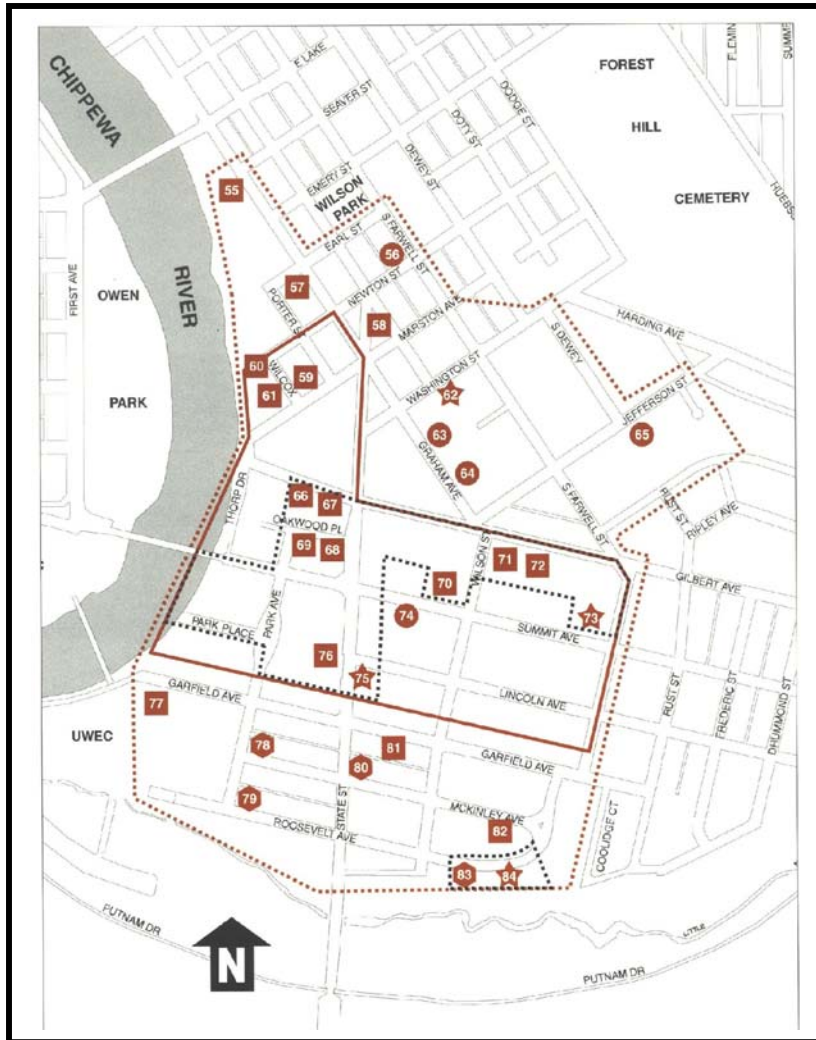 CHIPPEWA
RIVER
E LAKE
SEAVER ST
EMERY ST
WILSON
PARK
DEWEY ST
DOTY ST
DODGE ST
FOREST
HILL
CEMETERY
FLEMIN
SUMM
HUEBSC
55
FIRST AVE
OWEN
PARK
EARL ST
S FARWELL ST
56
57
PORTER ST
NEWTON ST
58
MARSTON AVE
HARDING AVE
S DEWEY
60
WILCOX
59
61
WASHINGTON ST
62
JEFFERSON ST
63
65
GRAHAM AVE
64
S FARWELL ST
THORP DR
66
67
OAKWOOD PL
69
68
RUST ST
RIPLEY AVE
WILSON ST
71
72
70
GILBERT AVE
PARK AVE
74
73
PARK PLACE
SUMMIT AVE
76
75
LINCOLN AVE
RUST ST
FREDERIC ST
DRUMMOND ST
GARFIELD AVE
77
UWEC
78
81
80
GARFIELD AVE
79
STATE ST
MCKINLEY AVE
ROOSEVELT AVE
82
COOLIDGE CT
83
84
PUTNAM DR
LITTLE
N
PUTNAM DR